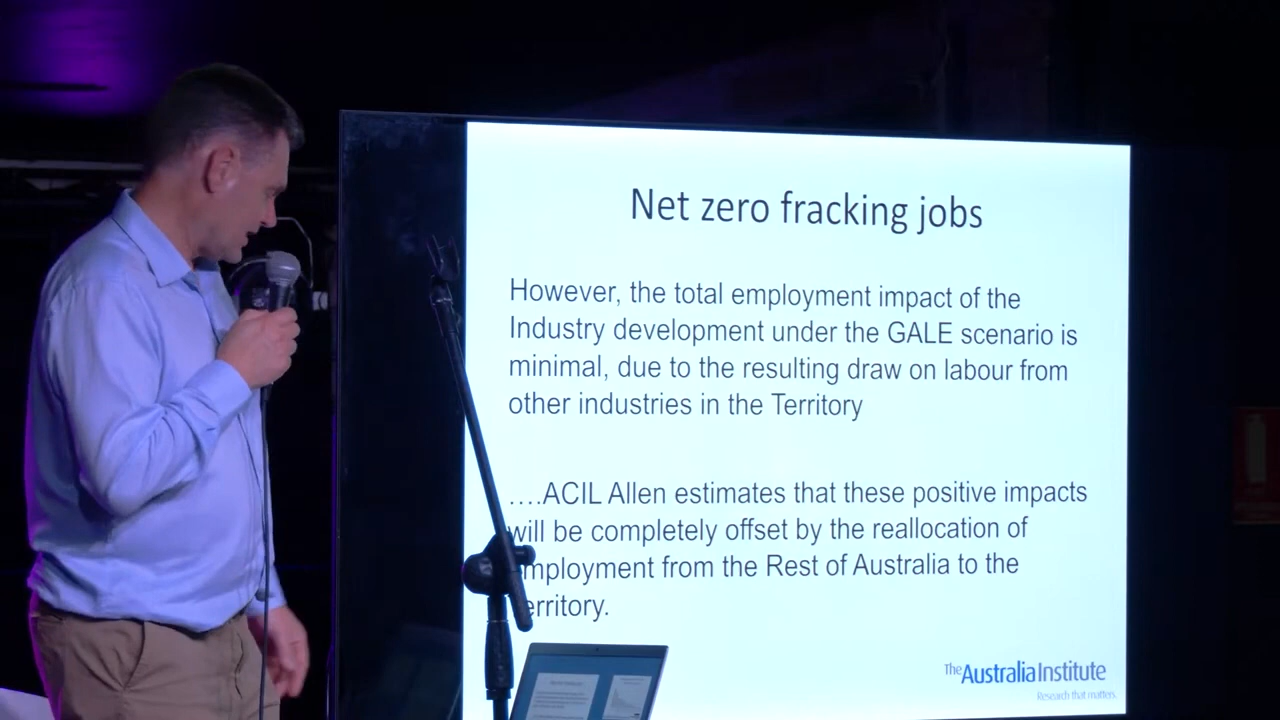 Net zero fracking jobs
However, the total employment impact of the
Industry development under the GALE scenario is
minimal, due to the resulting draw on labour from
other industries in the Territory
….ACIL Allen estimates that these positive impacts
will be completely offset by the reallocation of
employment from the Rest of Australia to the
Territory.
The Australia Institute
Research that matters.